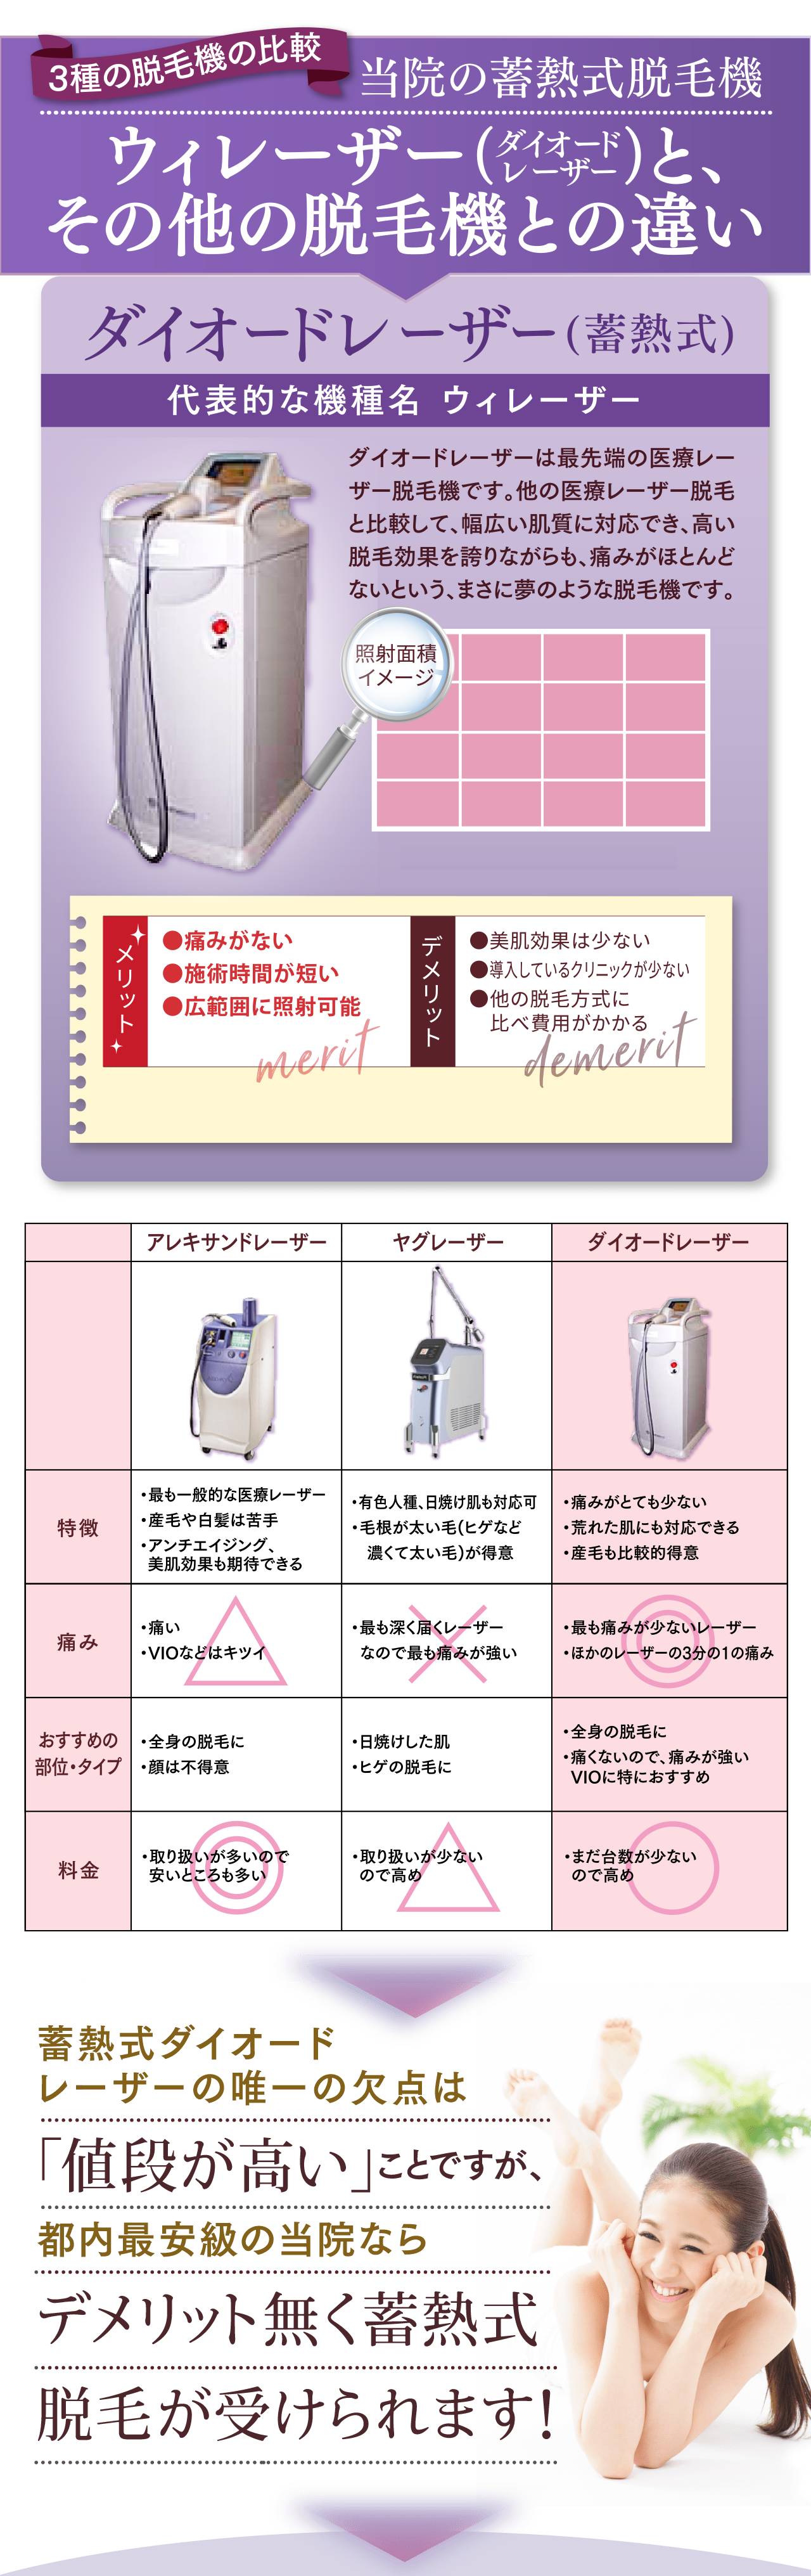 3種の脱毛機の比較
当院の蓄熱式脱毛機
ウィレーザー(ダイオードレーザー)と、
その他の脱毛機との違い
ダイオードレーザー(蓄熱式)
代表的な機種名 ウィレーザー
ダイオードレーザーは最先端の医療レー
ザー脱毛機です。他の医療レーザー脱毛
と比較して、幅広い肌質に対応でき、高い
脱毛効果を誇りながらも、痛みがほとんど
ないという、まさに夢のような脱毛機です。
照射面積
イメージ
メリット
●痛みがない
●施術時間が短い
●広範囲に照射可能
merit
デメリット
●美肌効果は少ない
●導入しているクリニックが少ない
●他の脱毛方式に
比べ費用がかかる
demerit
アレキサンドレーザー
ヤグレーザー
ダイオードレーザー
特徴
・最も一般的な医療レーザー
・産毛や白髪は苦手
・アンチエイジング、
美肌効果も期待できる
・有色人種、日焼け肌も対応可
・毛根が太い毛(ヒゲなど
濃くて太い毛)が得意
・痛みがとても少ない
・荒れた肌にも対応できる
・産毛も比較的得意
痛み
・痛い
・VIOなどはキツイ
・最も深く届くレーザー
なので最も痛みが強い
・最も痛みが少ないレーザー
・ほかのレーザーの3分の1の痛み
おすすめの
部位・タイプ
・全身の脱毛に
・顔は不得意
・日焼けした肌
・ヒゲの脱毛に
・全身の脱毛に
・痛くないので、痛みが強い
VIOに特におすすめ
料金
・取り扱いが多いので
安いところも多い
・取り扱いが少ない
ので高め
・まだ台数が少ない
ので高め
蓄熱式ダイオード
レーザーの唯一の欠点は
「値段が高い」ことですが、
都内最安級の当院なら
デメリット無く蓄熱式
脱毛が受けられます!